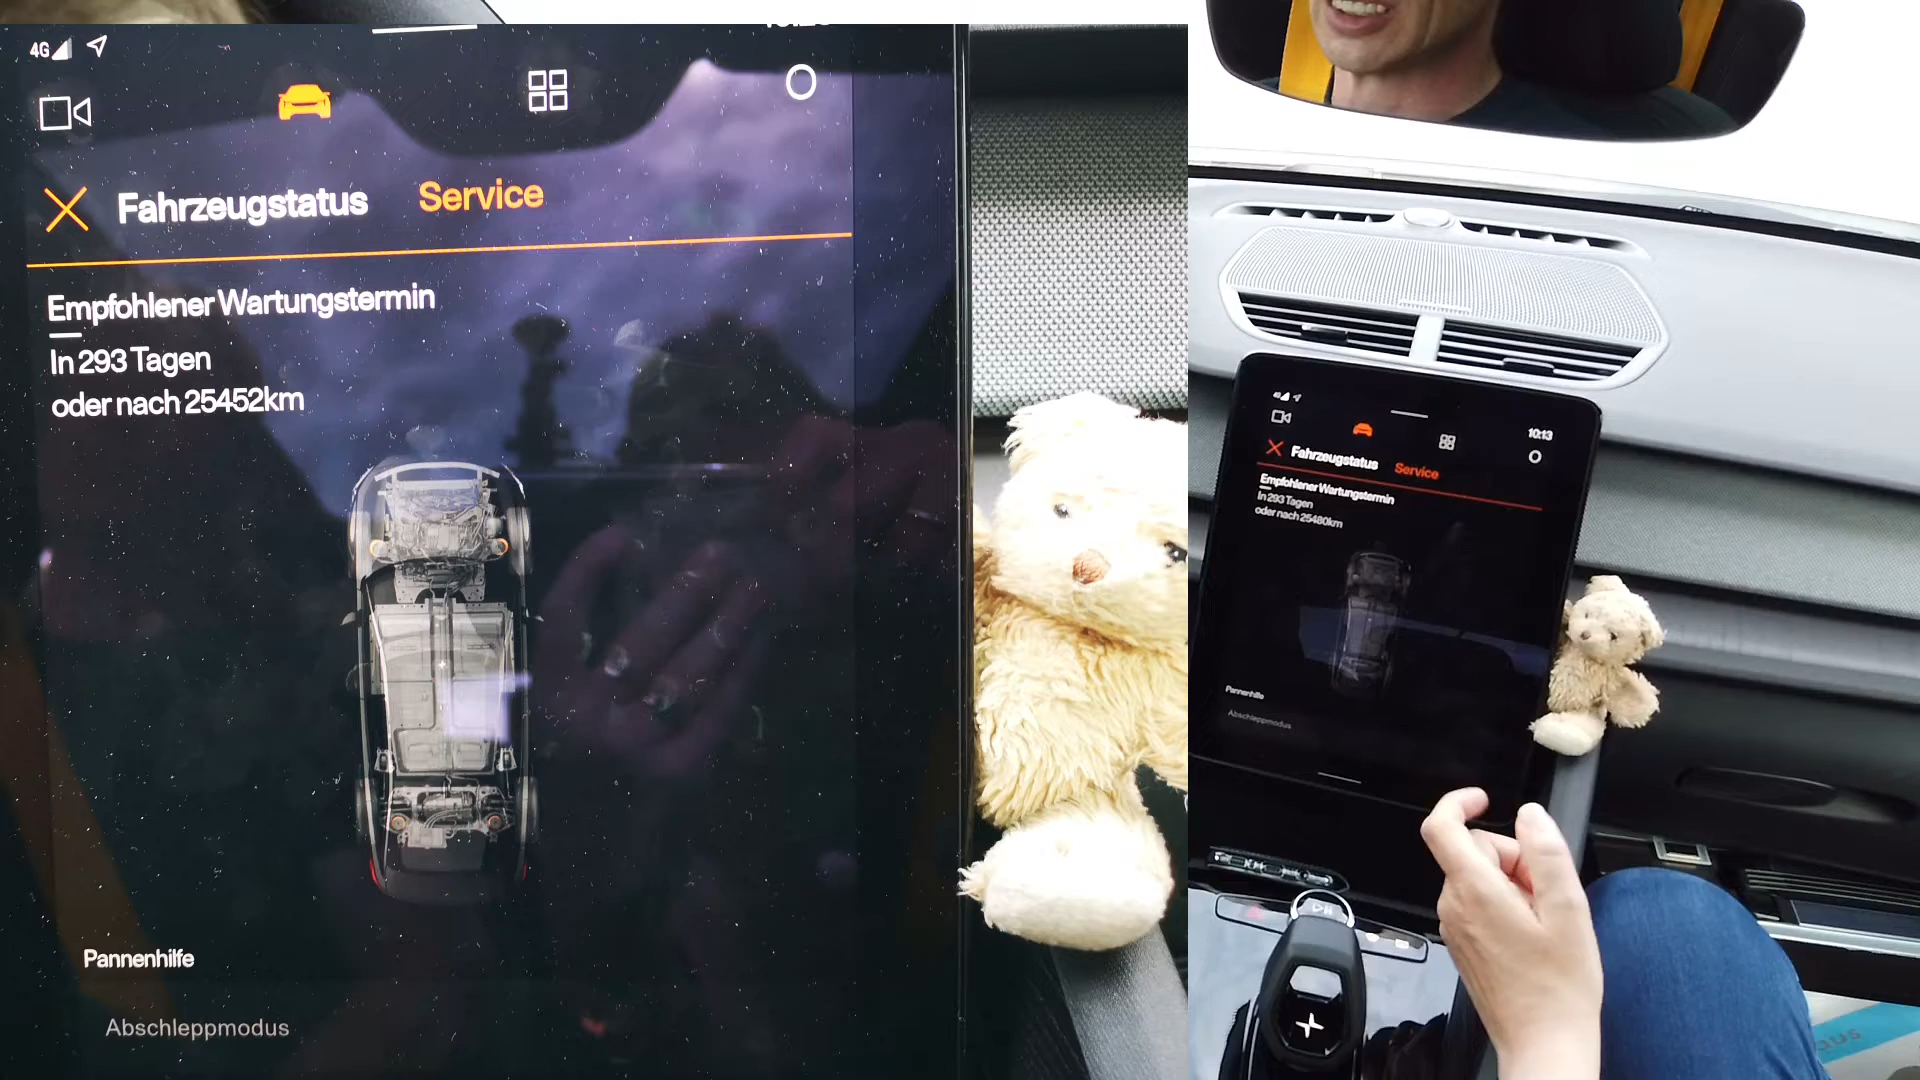 4G
Fahrzeugstatus Service
Empfohlener Wartungstermin
In 293 Tagen
oder nach 25452km
Pannenhilfe
Abschleppmodus
10:13
Fahrzeugstatus Service
Empfohlener Wartungstermin
In 293 Tagen
oder nach 25480km
Pannenhilfe
Abschleppmodus